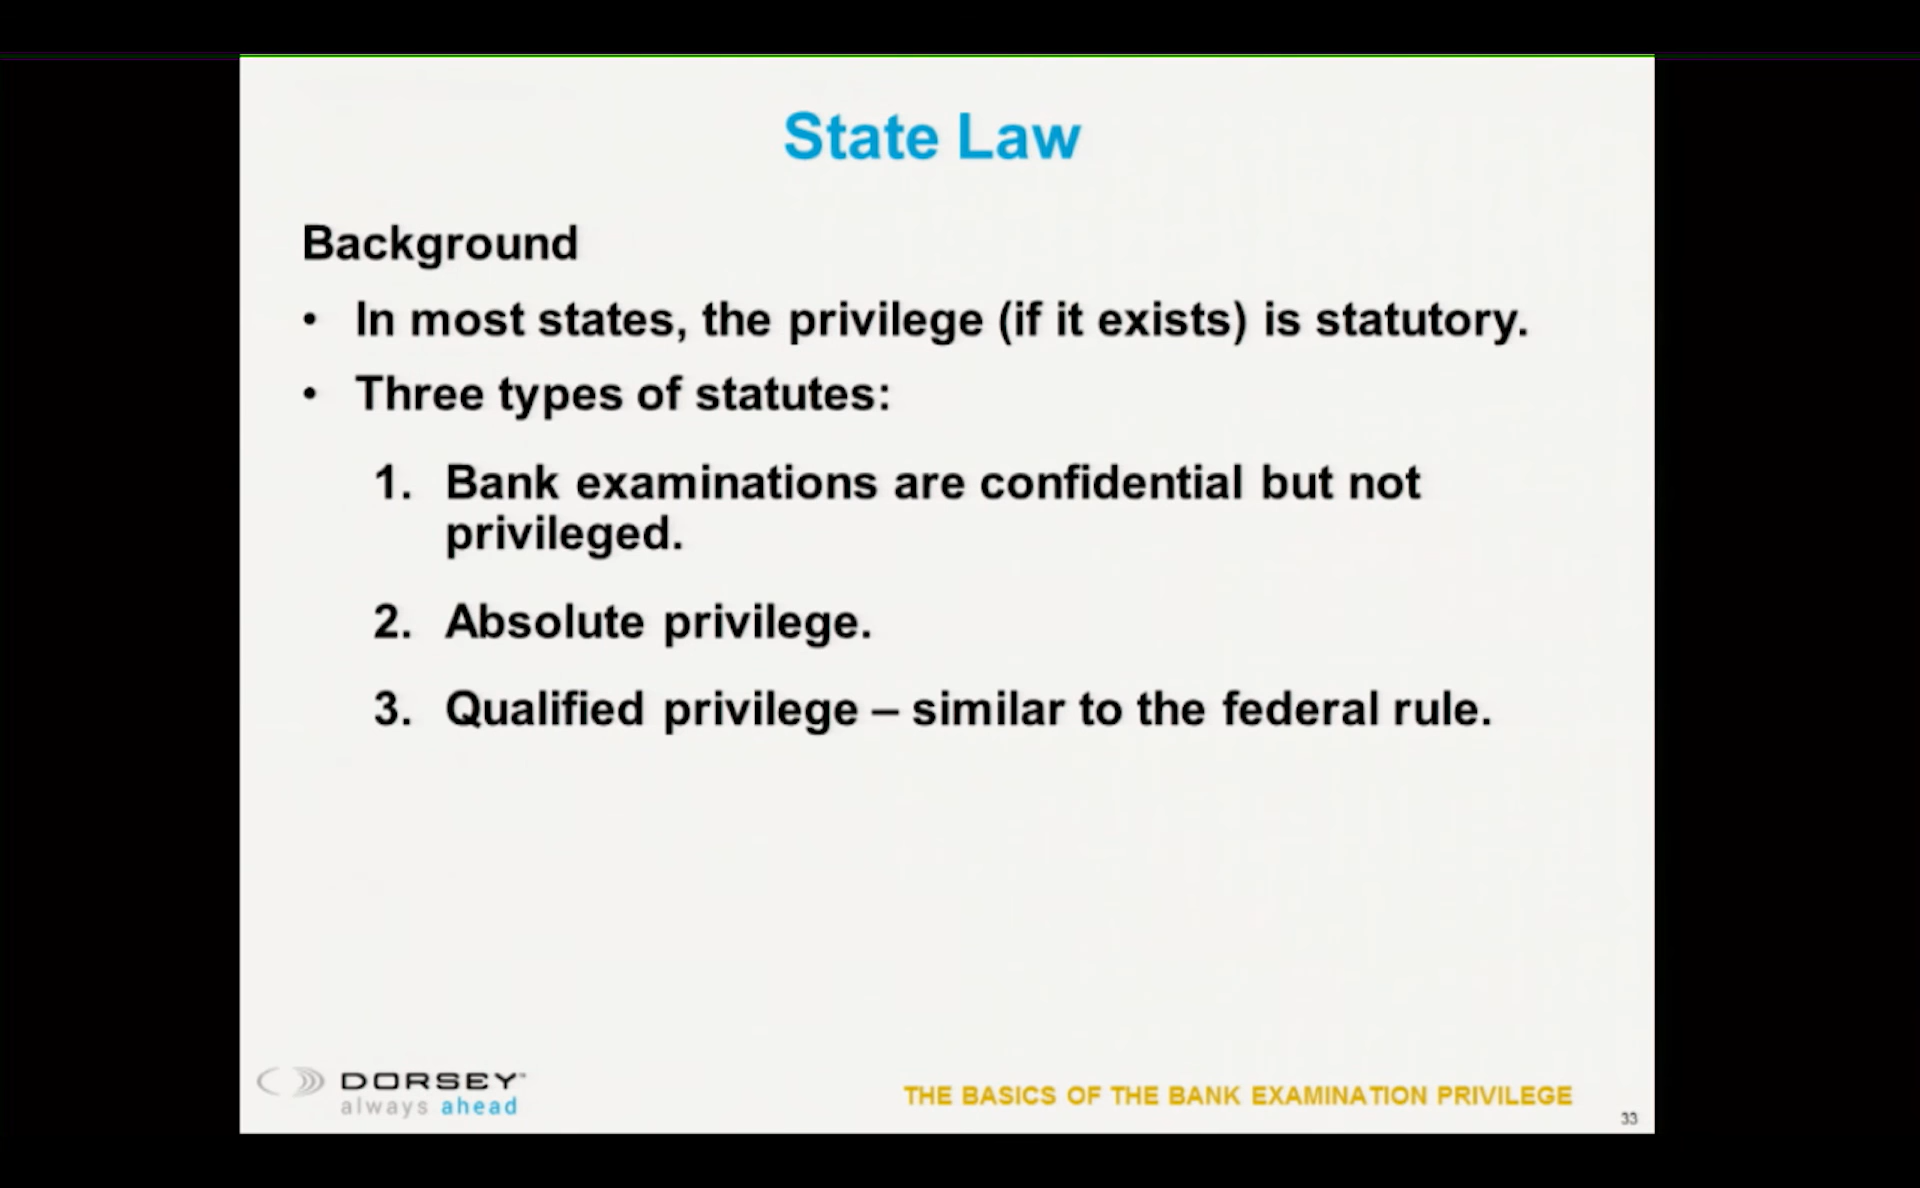 State Law
Background
• In most states, the privilege (if it exists) is statutory.
• Three types of statutes:
1. Bank examinations are confidential but not
privileged.
2. Absolute privilege.
3. Qualified privilege – similar to the federal rule.
DORSEY™
always ahead
THE BASICS OF THE BANK EXAMINATION PRIVILEGE
33